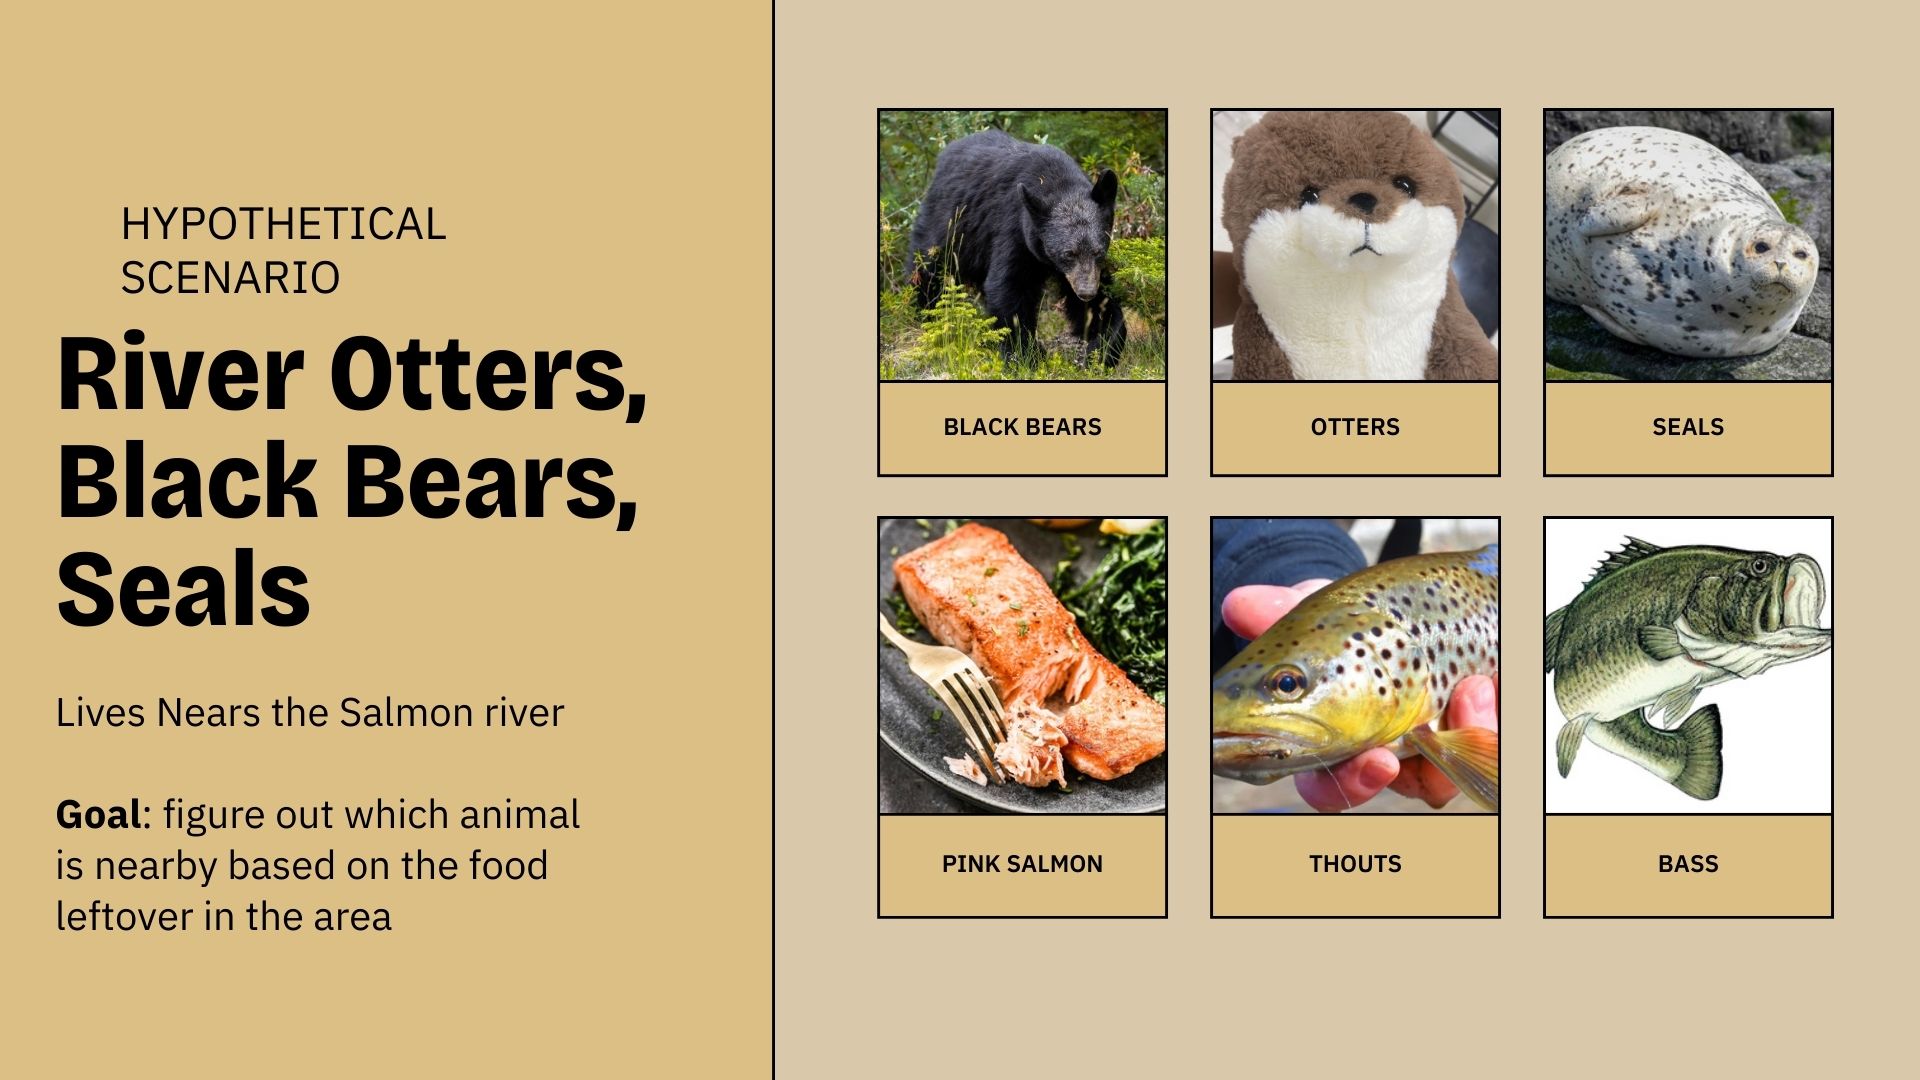 HYPOTHETICAL
SCENARIO
River Otters,
Black Bears,
Seals
Lives Nears the Salmon river
Goal: figure out which animal
is nearby based on the food
leftover in the area
BLACK BEARS
OTTERS
SEALS
PINK SALMON
THOUTS
BASS